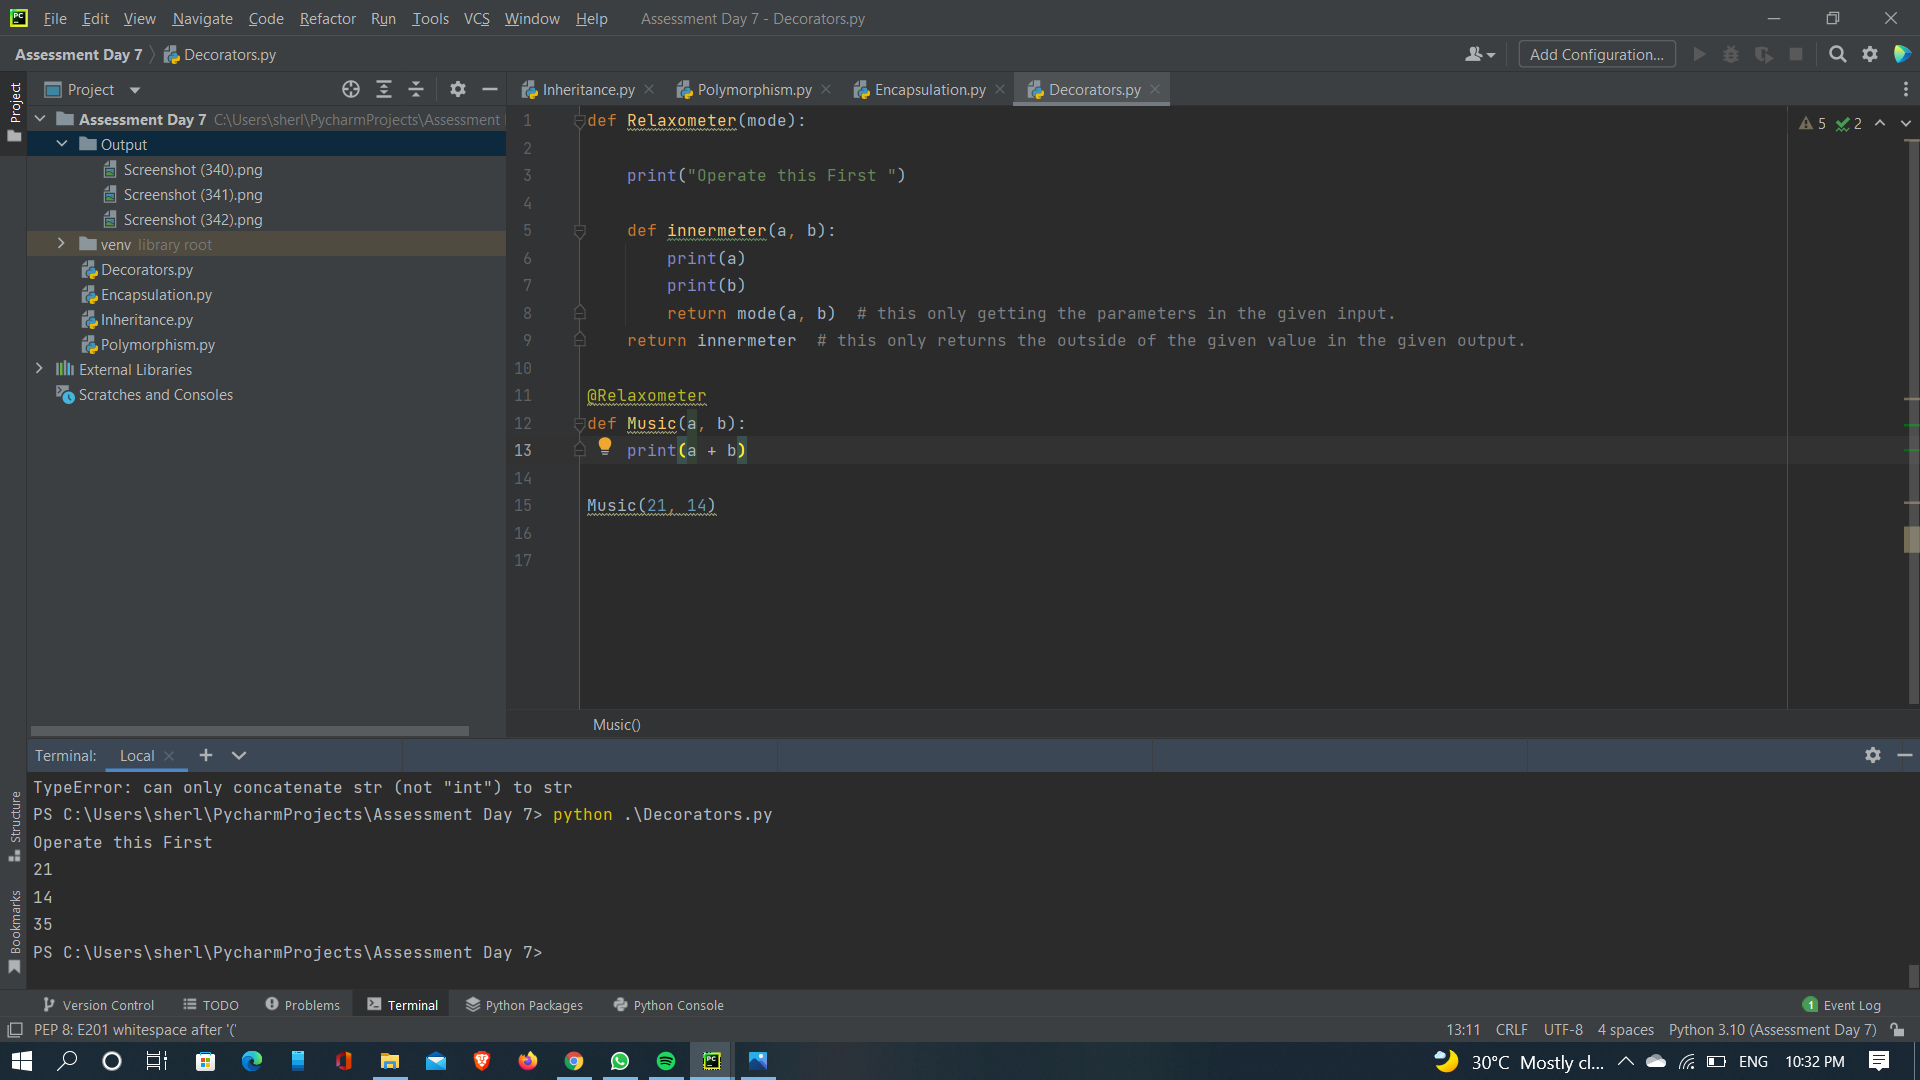 File Edit View Navigate Code Refactor Run Tools VCS Window Help Assessment Day 7 - Decorators.py
Assessment Day 7 Decorators.py Add Configuration...
Project
Inheritance.py Polymorphism.py Encapsulation.py Decorators.py
Project
Assessment Day 7 C:\Users\sherl\PycharmProjects\Assessment
Output
Screenshot (340).png
Screenshot (341).png
Screenshot (342).png
venv library root
Decorators.py
Encapsulation.py
Inheritance.py
Polymorphism.py
External Libraries
Scratches and Consoles
5 2
1 def Relaxometer(mode):
2
3 print("Operate this First ")
4
5 def innermeter(a, b):
6 print(a)
7 print(b)
8 return mode(a, b) # this only getting the parameters in the given input.
9 return innermeter # this only returns the outside of the given value in the given output.
10
11 @Relaxometer
12 def Music(a, b):
13 print(a + b)
14
15 Music(21, 14)
16
17
Music()
Terminal: Local
TypeError: can only concatenate str (not "int") to str
PS C:\Users\sherl\PycharmProjects\Assessment Day 7> python .\Decorators.py
Operate this First
21
14
35
PS C:\Users\sherl\PycharmProjects\Assessment Day 7>
Structure
Bookmarks
Version Control TODO Problems Terminal Python Packages Python Console 1 Event Log
PEP 8: E201 whitespace after '(' 13:11 CRLF UTF-8 4 spaces Python 3.10 (Assessment Day 7)
30°C Mostly cl... ENG 10:32 PM